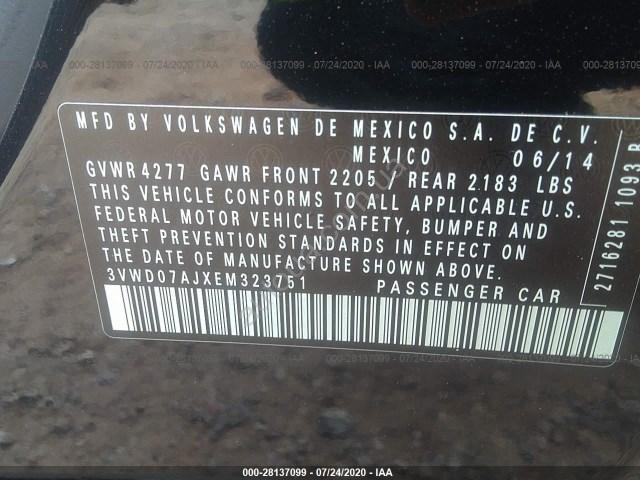 000-28137099 - 07/24/2020 - IAA
MFD BY VOLKSWAGEN DE MEXICO S.A. DE C.V.
MEXICO 06/14
GVWR 4277 GAWR FRONT 2205 REAR 2183 LBS
THIS VEHICLE CONFORMS TO ALL APPLICABLE U.S.
FEDERAL MOTOR VEHICLE SAFETY, BUMPER AND
THEFT PREVENTION STANDARDS IN EFFECT ON
THE DATE OF MANUFACTURE SHOWN ABOVE.
3VWD07AJXEM323751 PASSENGER CAR
2716281 1093 B
000-28137099 - 07/24/2020 - IAA